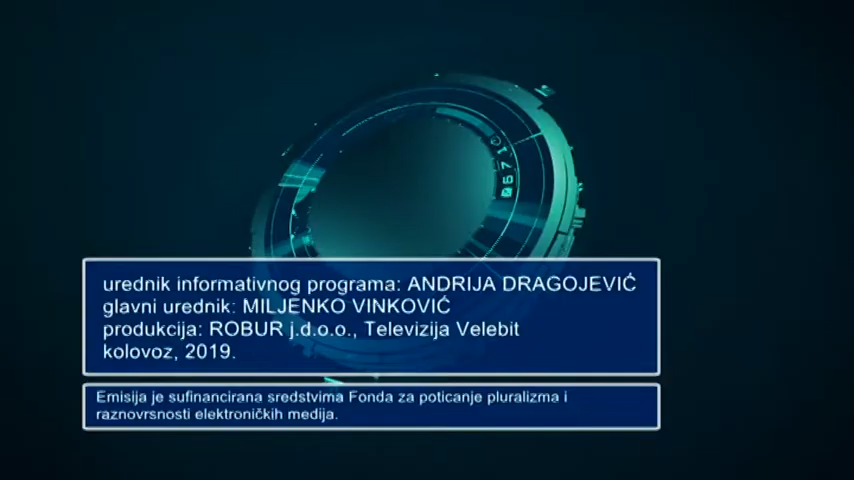 urednik informativnog programa: ANDRIJA DRAGOJEVIĆ
glavni urednik: MILJENKO VINKOVIĆ
produkcija: ROBUR j.d.o.o., Televizija Velebit
kolovoz, 2019.
Emisija je sufinancirana sredstvima Fonda za poticanje pluralizma i
raznovrsnosti elektroničkih medija.